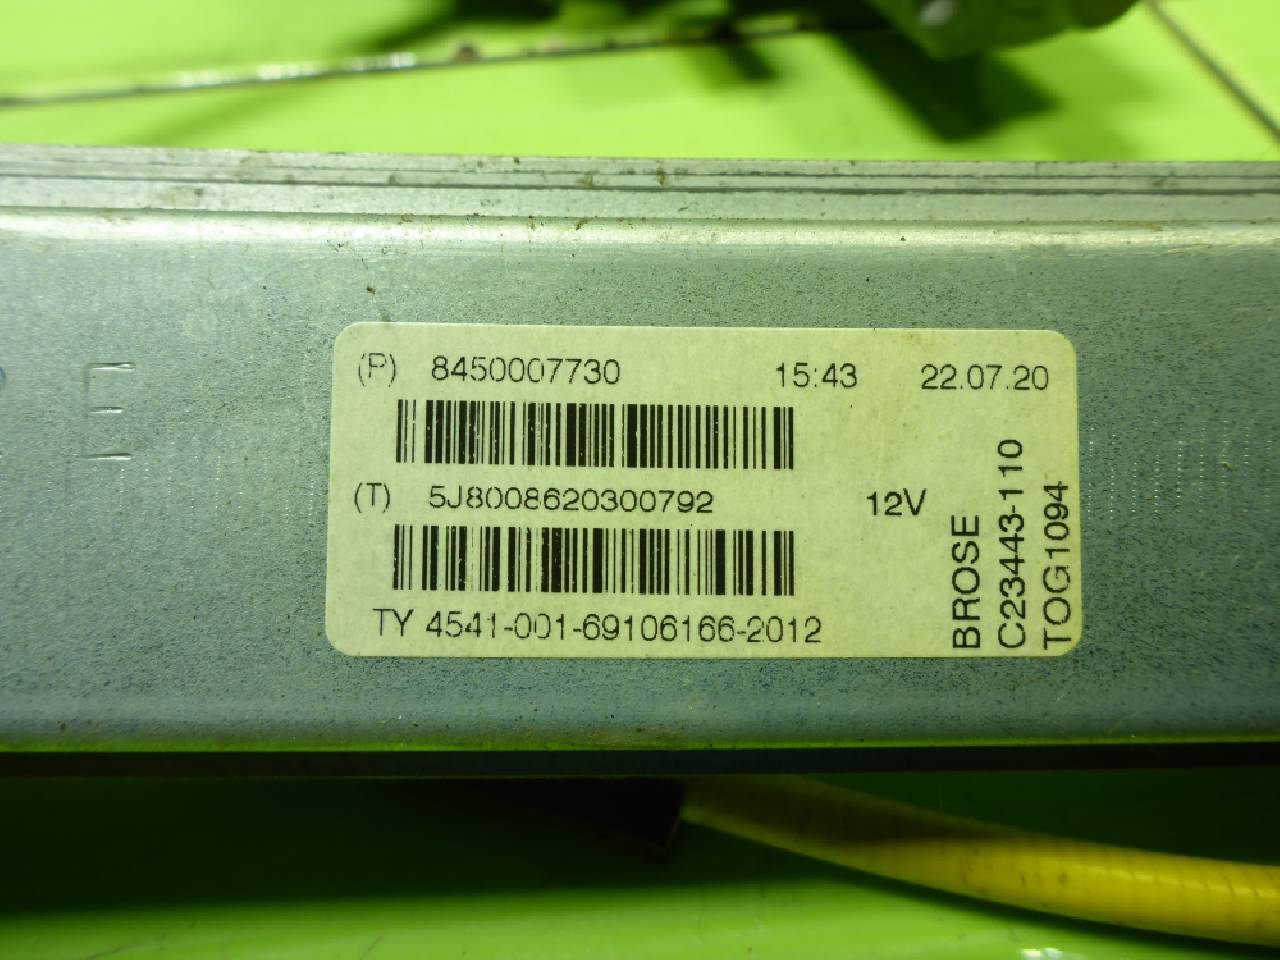 (P) 8450007730 15:43 22.07.20
(T) 5J8008620300792 12V
TY 4541-001-69106166-2012
BROSE
C23443-110
TOG1094